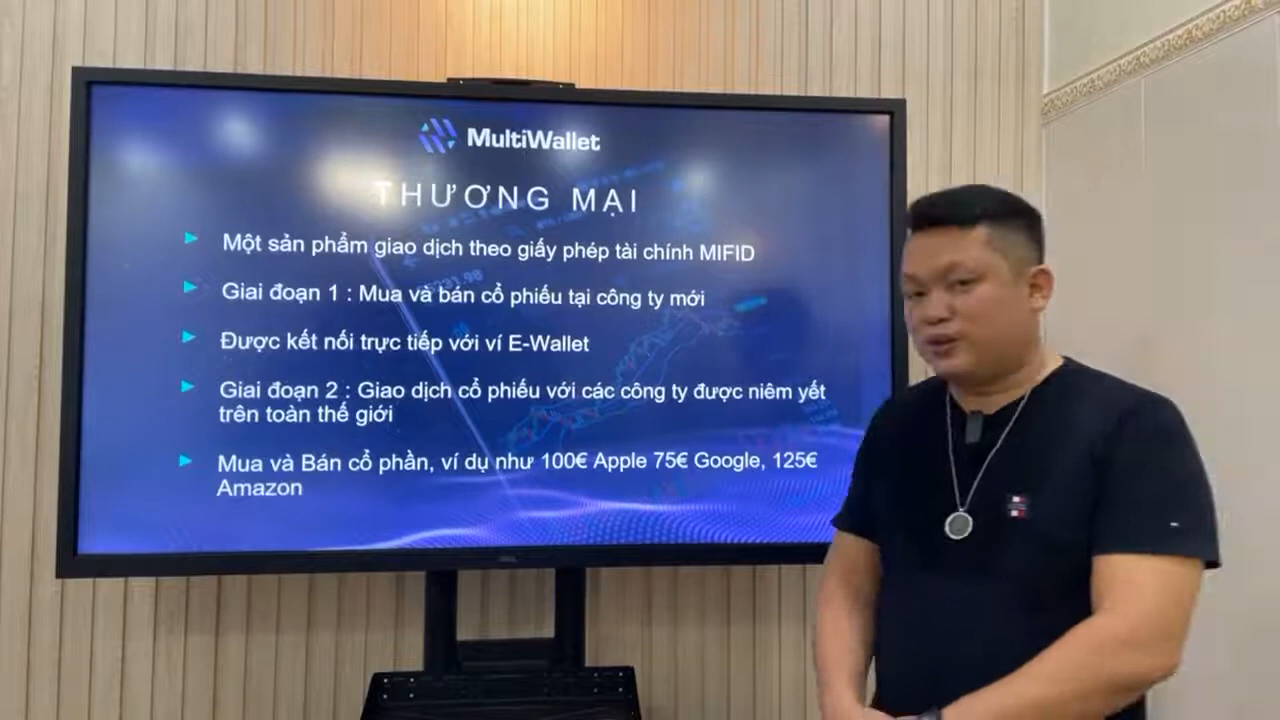 MultiWallet
THƯƠNG MẠI
Một sản phẩm giao dịch theo giấy phép tài chính MIFID
Giai đoạn 1 : Mua và bán cổ phiếu tại công ty mới
Được kết nối trực tiếp với ví E-Wallet
Giai đoạn 2 : Giao dịch cổ phiếu với các công ty được niêm yết
trên toàn thế giới
Mua và Bán cổ phần, ví dụ như 100€ Apple 75€ Google, 125€
Amazon